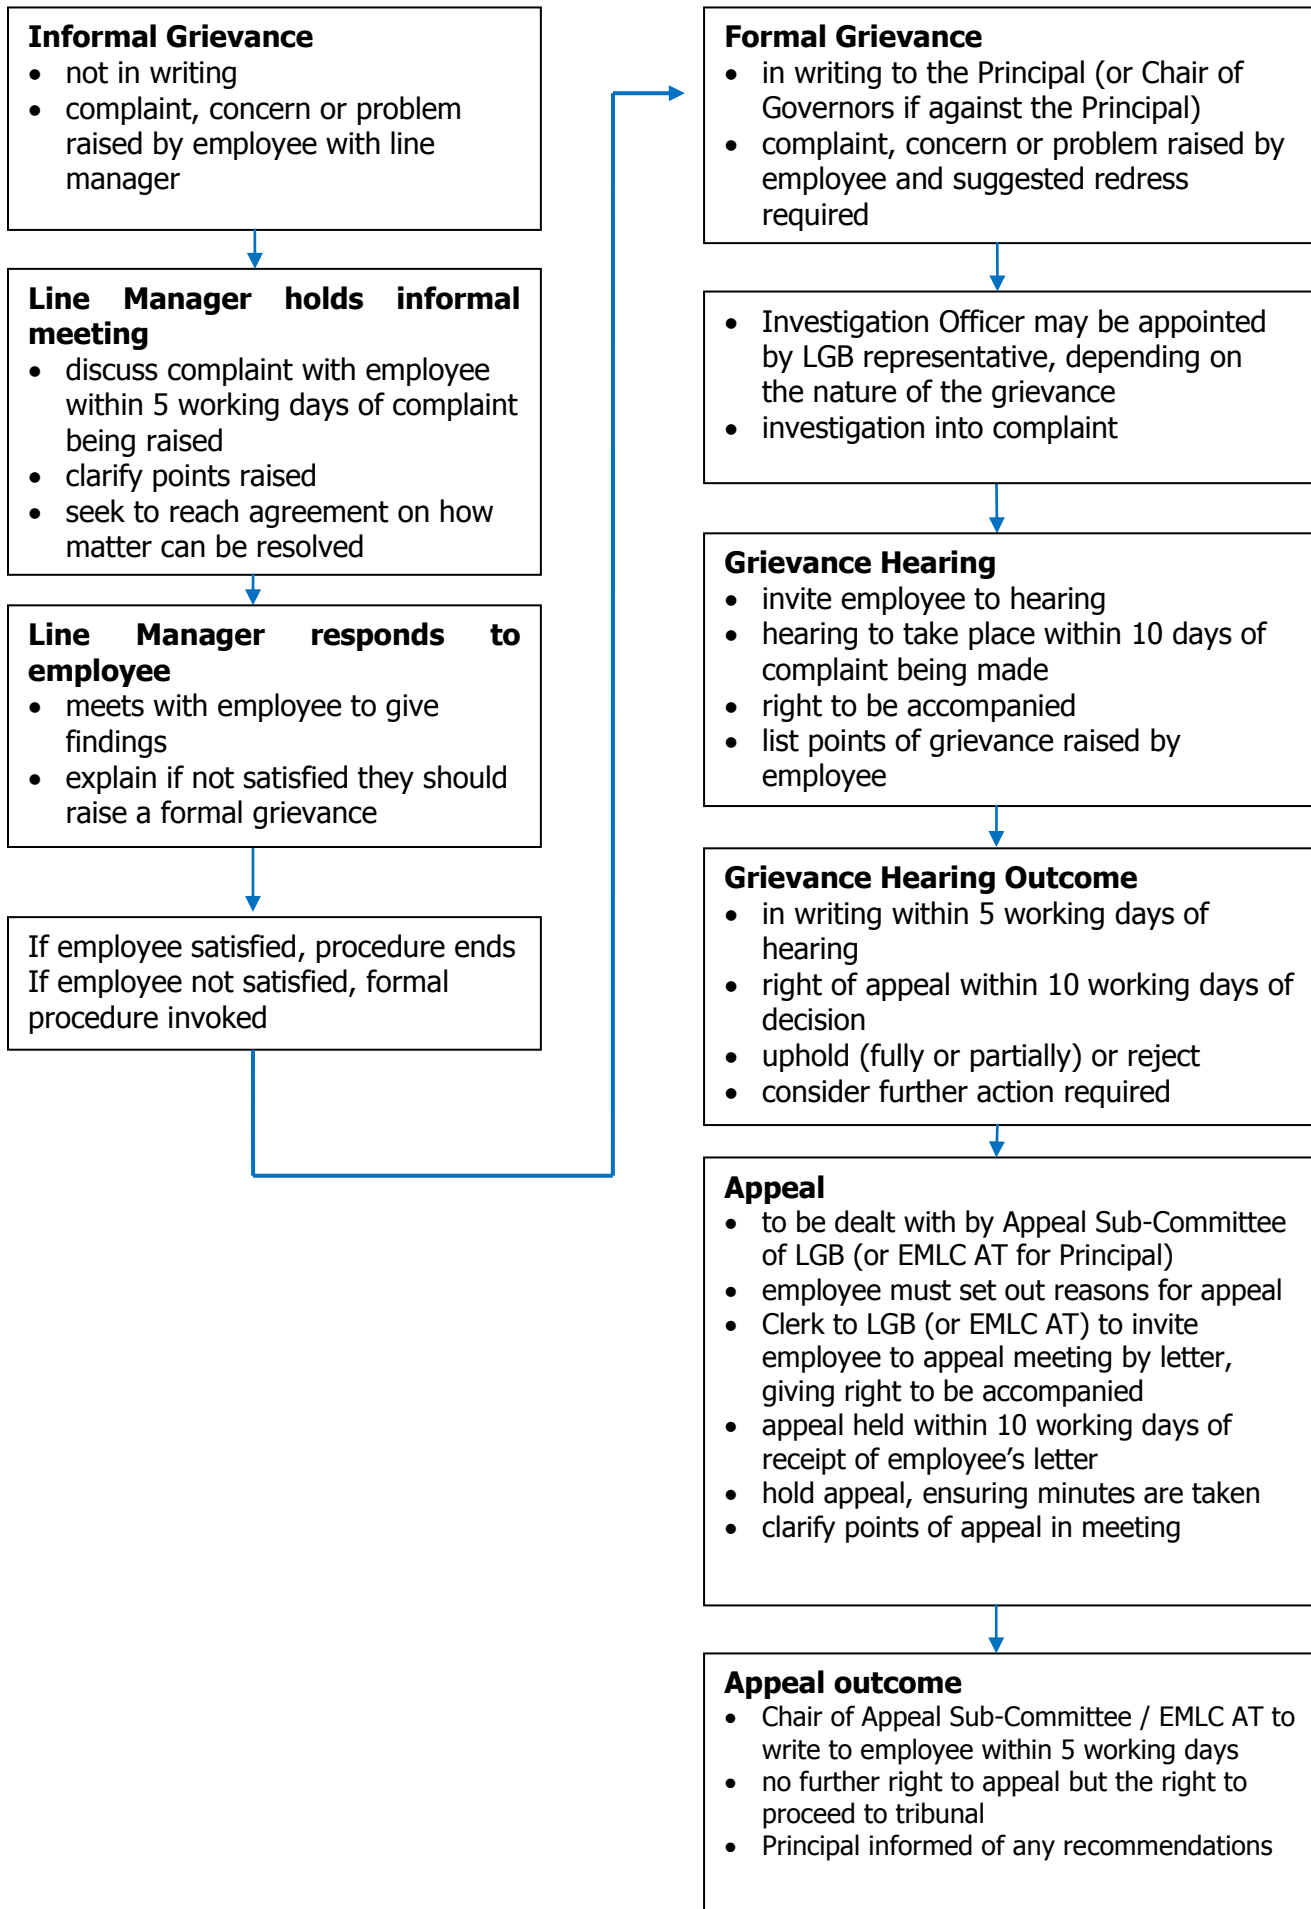 Informal Grievance
• not in writing
• complaint, concern or problem
raised by employee with line
manager
Line Manager holds informal
meeting
• discuss complaint with employee
within 5 working days of complaint
being raised
• clarify points raised
• seek to reach agreement on how
matter can be resolved
Line Manager responds to
employee
• meets with employee to give
findings
• explain if not satisfied they should
raise a formal grievance
If employee satisfied, procedure ends
If employee not satisfied, formal
procedure invoked
Formal Grievance
• in writing to the Principal (or Chair of
Governors if against the Principal)
• complaint, concern or problem raised by
employee and suggested redress
required
• Investigation Officer may be appointed
by LGB representative, depending on
the nature of the grievance
• investigation into complaint
Grievance Hearing
• invite employee to hearing
• hearing to take place within 10 days of
complaint being made
• right to be accompanied
• list points of grievance raised by
employee
Grievance Hearing Outcome
• in writing within 5 working days of
hearing
• right of appeal within 10 working days of
decision
• uphold (fully or partially) or reject
• consider further action required
Appeal
• to be dealt with by Appeal Sub-Committee
of LGB (or EMLC AT for Principal)
• employee must set out reasons for appeal
• Clerk to LGB (or EMLC AT) to invite
employee to appeal meeting by letter,
giving right to be accompanied
• appeal held within 10 working days of
receipt of employee’s letter
• hold appeal, ensuring minutes are taken
• clarify points of appeal in meeting
Appeal outcome
• Chair of Appeal Sub-Committee / EMLC AT to
write to employee within 5 working days
• no further right to appeal but the right to
proceed to tribunal
• Principal informed of any recommendations